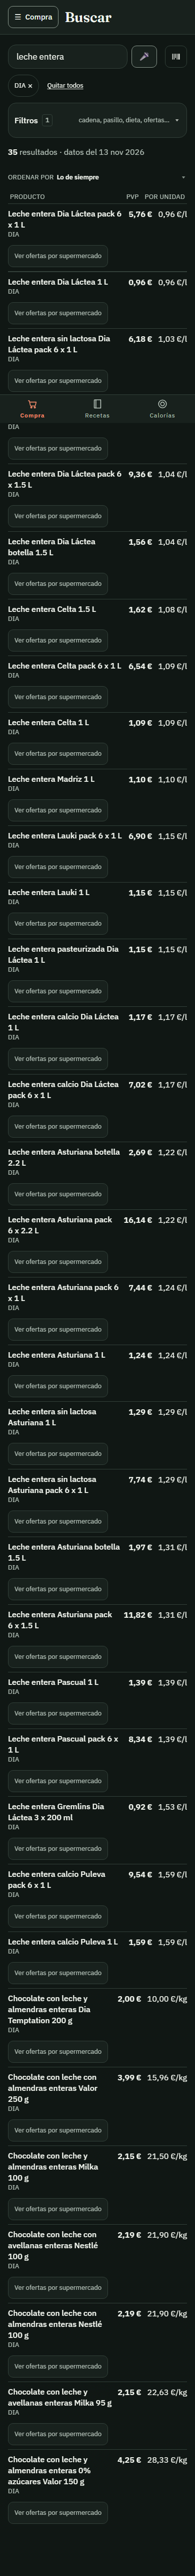 ☰ Compra Buscar
leche entera
DIA ×
Quitar todos
Filtros 1 cadena, pasillo, dieta, ofertas…
35 resultados · datos del 13 nov 2026
ORDENAR POR Lo de siempre
PRODUCTO PVP POR UNIDAD
Leche entera Dia Láctea pack 6 5,76 € 0,96 €/l
x 1 L
DIA
Ver ofertas por supermercado
Leche entera Dia Láctea 1 L 0,96 € 0,96 €/l
DIA
Ver ofertas por supermercado
Leche entera sin lactosa Dia 6,18 € 1,03 €/l
Láctea pack 6 x 1 L
DIA
Ver ofertas por supermercado
Compra Recetas Calorías
DIA
Ver ofertas por supermercado
Leche entera Dia Láctea pack 6 9,36 € 1,04 €/l
x 1.5 L
DIA
Ver ofertas por supermercado
Leche entera Dia Láctea 1,56 € 1,04 €/l
botella 1.5 L
DIA
Ver ofertas por supermercado
Leche entera Celta 1.5 L 1,62 € 1,08 €/l
DIA
Ver ofertas por supermercado
Leche entera Celta pack 6 x 1 L 6,54 € 1,09 €/l
DIA
Ver ofertas por supermercado
Leche entera Celta 1 L 1,09 € 1,09 €/l
DIA
Ver ofertas por supermercado
Leche entera Madriz 1 L 1,10 € 1,10 €/l
DIA
Ver ofertas por supermercado
Leche entera Lauki pack 6 x 1 L 6,90 € 1,15 €/l
DIA
Ver ofertas por supermercado
Leche entera Lauki 1 L 1,15 € 1,15 €/l
DIA
Ver ofertas por supermercado
Leche entera pasteurizada Dia 1,15 € 1,15 €/l
Láctea 1 L
DIA
Ver ofertas por supermercado
Leche entera calcio Dia Láctea 1,17 € 1,17 €/l
1 L
DIA
Ver ofertas por supermercado
Leche entera calcio Dia Láctea 7,02 € 1,17 €/l
pack 6 x 1 L
DIA
Ver ofertas por supermercado
Leche entera Asturiana botella 2,69 € 1,22 €/l
2.2 L
DIA
Ver ofertas por supermercado
Leche entera Asturiana pack 16,14 € 1,22 €/l
6 x 2.2 L
DIA
Ver ofertas por supermercado
Leche entera Asturiana pack 6 7,44 € 1,24 €/l
x 1 L
DIA
Ver ofertas por supermercado
Leche entera Asturiana 1 L 1,24 € 1,24 €/l
DIA
Ver ofertas por supermercado
Leche entera sin lactosa 1,29 € 1,29 €/l
Asturiana 1 L
DIA
Ver ofertas por supermercado
Leche entera sin lactosa 7,74 € 1,29 €/l
Asturiana pack 6 x 1 L
DIA
Ver ofertas por supermercado
Leche entera Asturiana botella 1,97 € 1,31 €/l
1.5 L
DIA
Ver ofertas por supermercado
Leche entera Asturiana pack 11,82 € 1,31 €/l
6 x 1.5 L
DIA
Ver ofertas por supermercado
Leche entera Pascual 1 L 1,39 € 1,39 €/l
DIA
Ver ofertas por supermercado
Leche entera Pascual pack 6 x 8,34 € 1,39 €/l
1 L
DIA
Ver ofertas por supermercado
Leche entera Gremlins Dia 0,92 € 1,53 €/l
Láctea 3 x 200 ml
DIA
Ver ofertas por supermercado
Leche entera calcio Puleva 9,54 € 1,59 €/l
pack 6 x 1 L
DIA
Ver ofertas por supermercado
Leche entera calcio Puleva 1 L 1,59 € 1,59 €/l
DIA
Ver ofertas por supermercado
Chocolate con leche y 2,00 € 10,00 €/kg
almendras enteras Dia
Temptation 200 g
DIA
Ver ofertas por supermercado
Chocolate con leche con 3,99 € 15,96 €/kg
almendras enteras Valor
250 g
DIA
Ver ofertas por supermercado
Chocolate con leche y 2,15 € 21,50 €/kg
almendras enteras Milka
100 g
DIA
Ver ofertas por supermercado
Chocolate con leche con 2,19 € 21,90 €/kg
avellanas enteras Nestlé
100 g
DIA
Ver ofertas por supermercado
Chocolate con leche con 2,19 € 21,90 €/kg
almendras enteras Nestlé
100 g
DIA
Ver ofertas por supermercado
Chocolate con leche y 2,15 € 22,63 €/kg
avellanas enteras Milka 95 g
DIA
Ver ofertas por supermercado
Chocolate con leche y 4,25 € 28,33 €/kg
almendras enteras 0%
azúcares Valor 150 g
DIA
Ver ofertas por supermercado